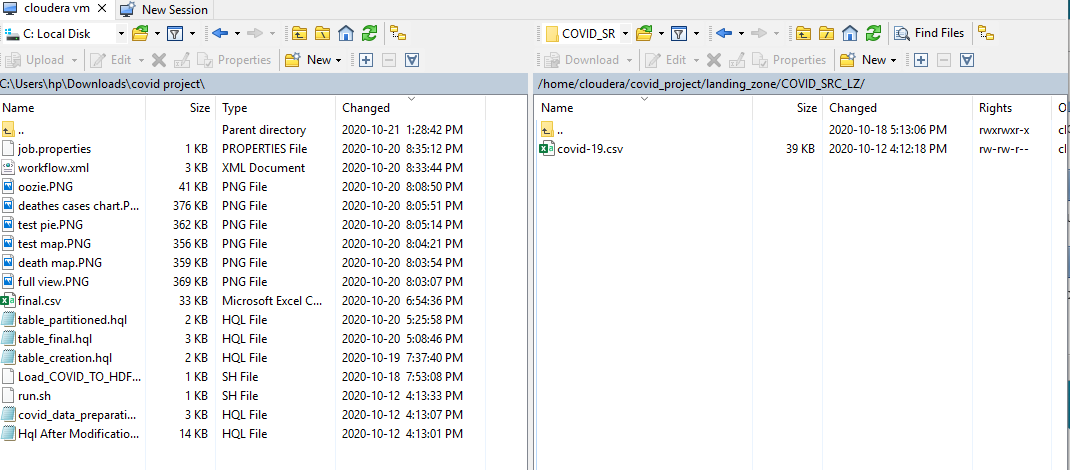 cloudera vm X New Session
C: Local Disk
COVID_SR
Find Files
Upload Edit Properties New
Download Edit Properties New
C:\Users\hp\Downloads\covid project\
/home/cloudera/covid_project/landing_zone/COVID_SRC_LZ/
Name Size Type Changed
.. Parent directory 2020-10-21 1:28:42 PM
job.properties 1 KB PROPERTIES File 2020-10-20 8:35:12 PM
workflow.xml 3 KB XML Document 2020-10-20 8:33:44 PM
oozie.PNG 41 KB PNG File 2020-10-20 8:08:50 PM
deathes cases chart.P... 376 KB PNG File 2020-10-20 8:05:51 PM
test pie.PNG 362 KB PNG File 2020-10-20 8:05:14 PM
test map.PNG 356 KB PNG File 2020-10-20 8:04:21 PM
death map.PNG 359 KB PNG File 2020-10-20 8:03:54 PM
full view.PNG 369 KB PNG File 2020-10-20 8:03:07 PM
final.csv 33 KB Microsoft Excel C... 2020-10-20 6:54:36 PM
table_partitioned.hql 2 KB HQL File 2020-10-20 5:25:58 PM
table_final.hql 3 KB HQL File 2020-10-20 5:08:46 PM
table_creation.hql 2 KB HQL File 2020-10-19 7:37:40 PM
Load_COVID_TO_HDF... 1 KB SH File 2020-10-18 7:53:08 PM
run.sh 1 KB SH File 2020-10-12 4:13:33 PM
covid_data_preparati... 3 KB HQL File 2020-10-12 4:13:07 PM
Hql After Modificatio... 14 KB HQL File 2020-10-12 4:13:01 PM
Name Size Changed Rights O
.. 2020-10-18 5:13:06 PM rwxrwxr-x cl
covid-19.csv 39 KB 2020-10-12 4:12:18 PM rw-rw-r-- cl